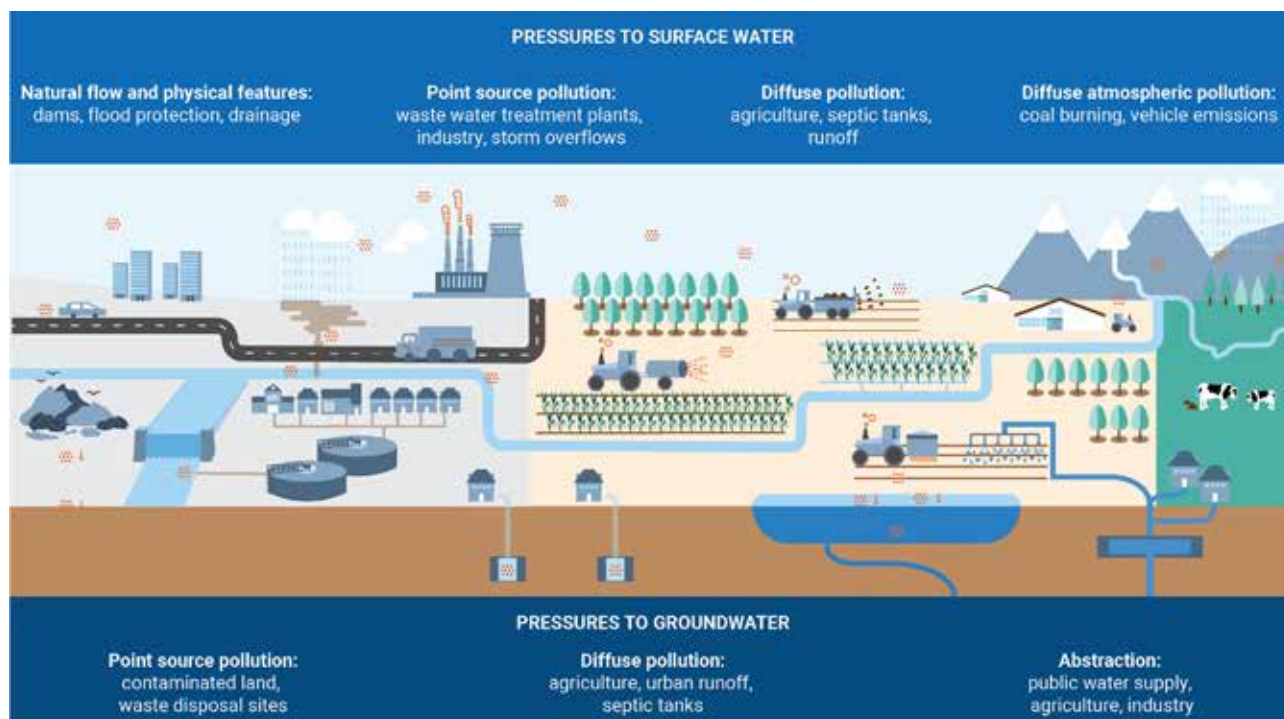 PRESSURES TO SURFACE WATER
Natural flow and physical features:
dams, flood protection, drainage
Point source pollution:
waste water treatment plants,
industry, storm overflows
Diffuse pollution:
agriculture, septic tanks,
runoff
Diffuse atmospheric pollution:
coal burning, vehicle emissions
PRESSURES TO GROUNDWATER
Point source pollution:
contaminated land,
waste disposal sites
Diffuse pollution:
agriculture, urban runoff,
septic tanks
Abstraction:
public water supply,
agriculture, industry